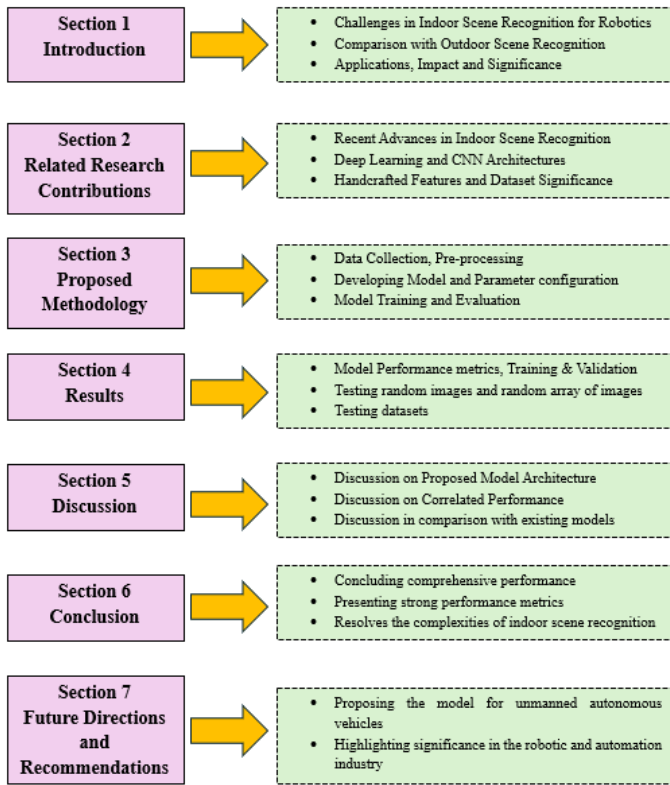 Section 1
Introduction
• Challenges in Indoor Scene Recognition for Robotics
• Comparison with Outdoor Scene Recognition
• Applications, Impact and Significance
Section 2
Related Research
Contributions
• Recent Advances in Indoor Scene Recognition
• Deep Learning and CNN Architectures
• Handcrafted Features and Dataset Significance
Section 3
Proposed
Methodology
• Data Collection, Pre-processing
• Developing Model and Parameter configuration
• Model Training and Evaluation
Section 4
Results
• Model Performance metrics, Training & Validation
• Testing random images and random array of images
• Testing datasets
Section 5
Discussion
• Discussion on Proposed Model Architecture
• Discussion on Correlated Performance
• Discussion in comparison with existing models
Section 6
Conclusion
• Concluding comprehensive performance
• Presenting strong performance metrics
• Resolves the complexities of indoor scene recognition
Section 7
Future Directions
and
Recommendations
• Proposing the model for unmanned autonomous
vehicles
• Highlighting significance in the robotic and automation
industry